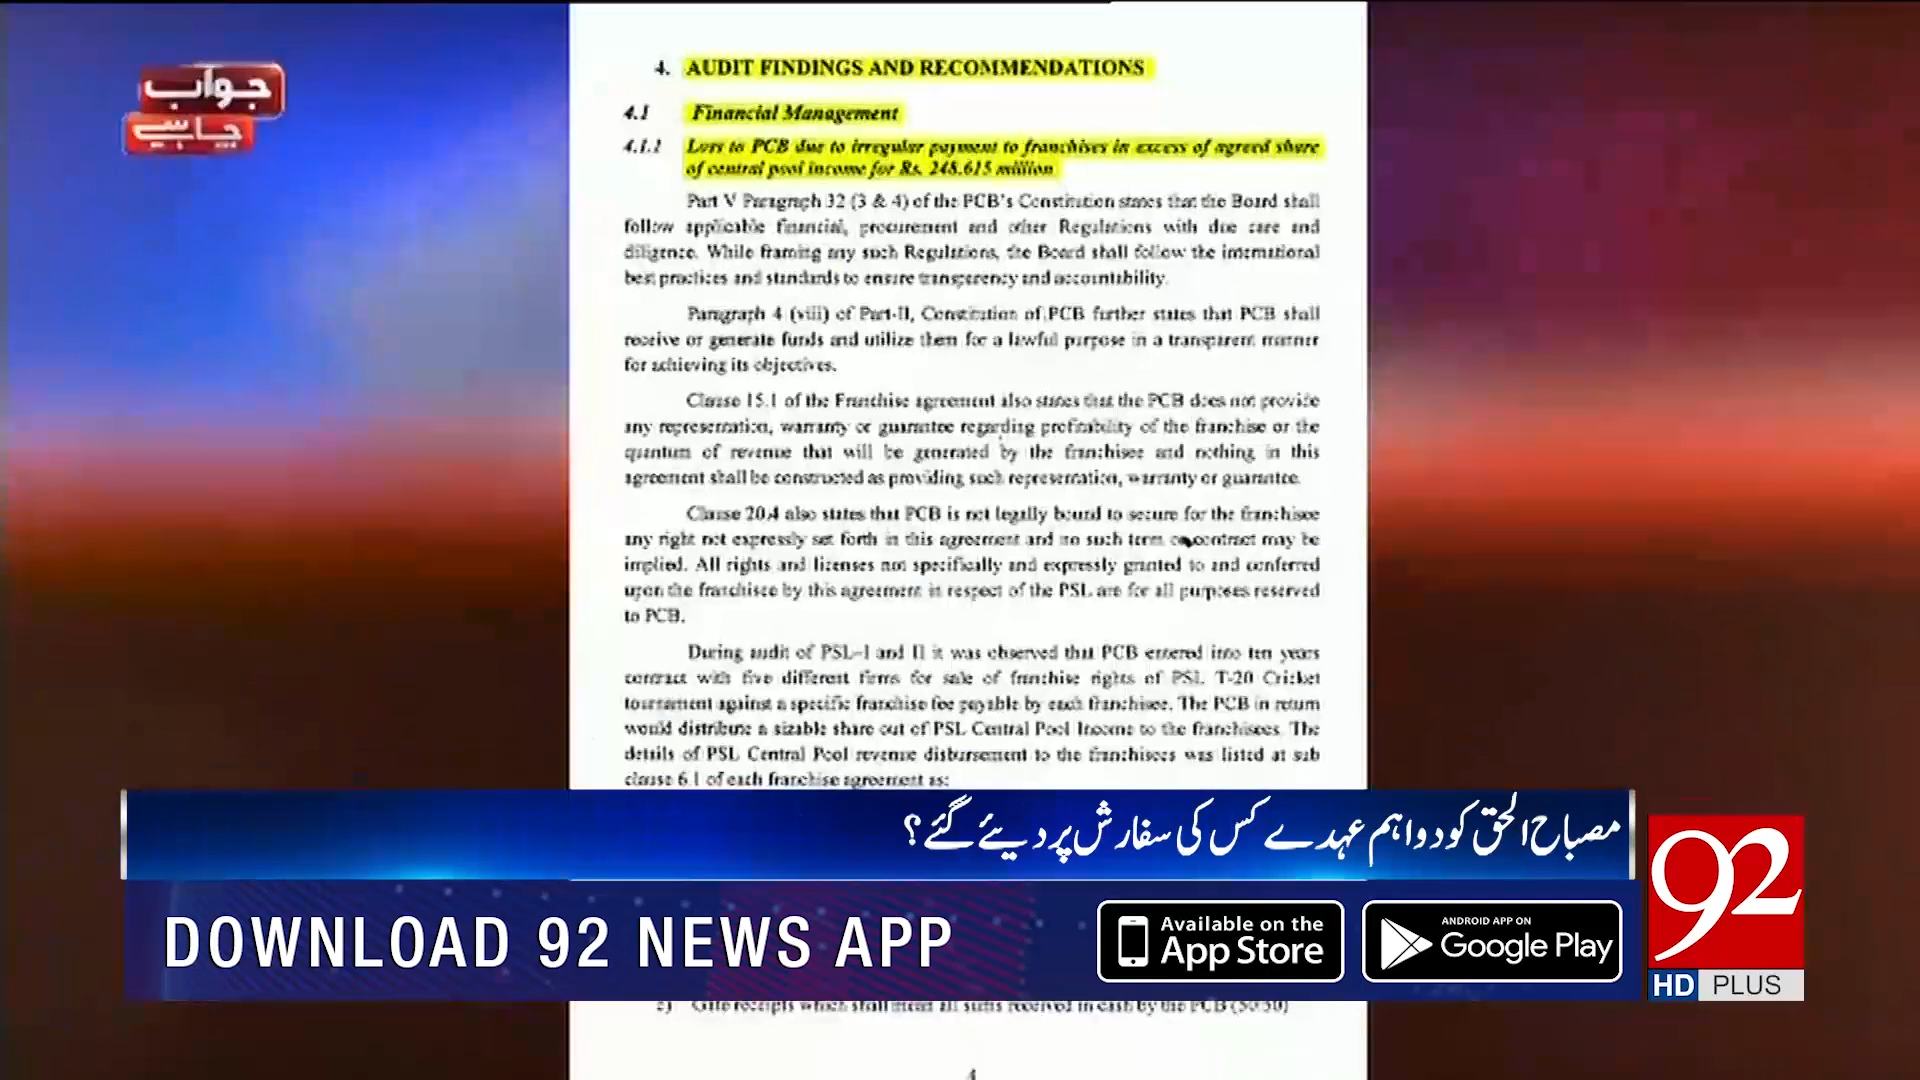 جواب
چاہیے
4. AUDIT FINDINGS AND RECOMMENDATIONS
4.1 Financial Management
4.1.1 Loss to PCB due to irregular payment to franchises in excess of agreed share
of central pool income for Rs. 248.615 million
Part V Paragraph 32 (3 & 4) of the PCB's Constitution states that the Board shall
follow applicable financial, procurement and other Regulations with due care and
diligence. While framing any such Regulations, the Board shall follow the international
best practices and standards to ensure transparency and accountability.
Paragraph 4 (viii) of Part-II, Constitution of PCB further states that PCB shall
receive or generate funds and utilize them for a lawful purpose in a transparent manner
for achieving its objectives.
Clause 15.1 of the Franchise agreement also states that the PCB does not provide
any representation, warranty or guarantee regarding profitability of the franchise or the
quantum of revenue that will be generated by the franchisee and nothing in this
agreement shall be constructed as providing such representation, warranty or guarantee.
Clause 20.4 also states that PCB is not legally bound to secure for the franchisee
any right not expressly set forth in this agreement and no such term or contract may be
implied. All rights and licenses not specifically and expressly granted to and conferred
upon the franchisee by this agreement in respect of the PSL are for all purposes reserved
to PCB.
During audit of PSL-I and II it was observed that PCB entered into ten years
contract with five different firms for sale of franchise rights of PSL T-20 Cricket
tournament against a specific franchise fee payable by each franchisee. The PCB in return
would distribute a sizable share out of PSL Central Pool Income to the franchisees. The
details of PSL Central Pool revenue disbursement to the franchisees was listed at sub
clause 6.1 of each franchise agreement as:
مصباح الحق کو دو اہم عہدے کس کی سفارش پر دیئے گئے؟
DOWNLOAD 92 NEWS APP
Available on the
App Store
ANDROID APP ON
Google Play
92
HD PLUS
Gate receipts which shall mean all sums received in cash by the PCB (50/50)